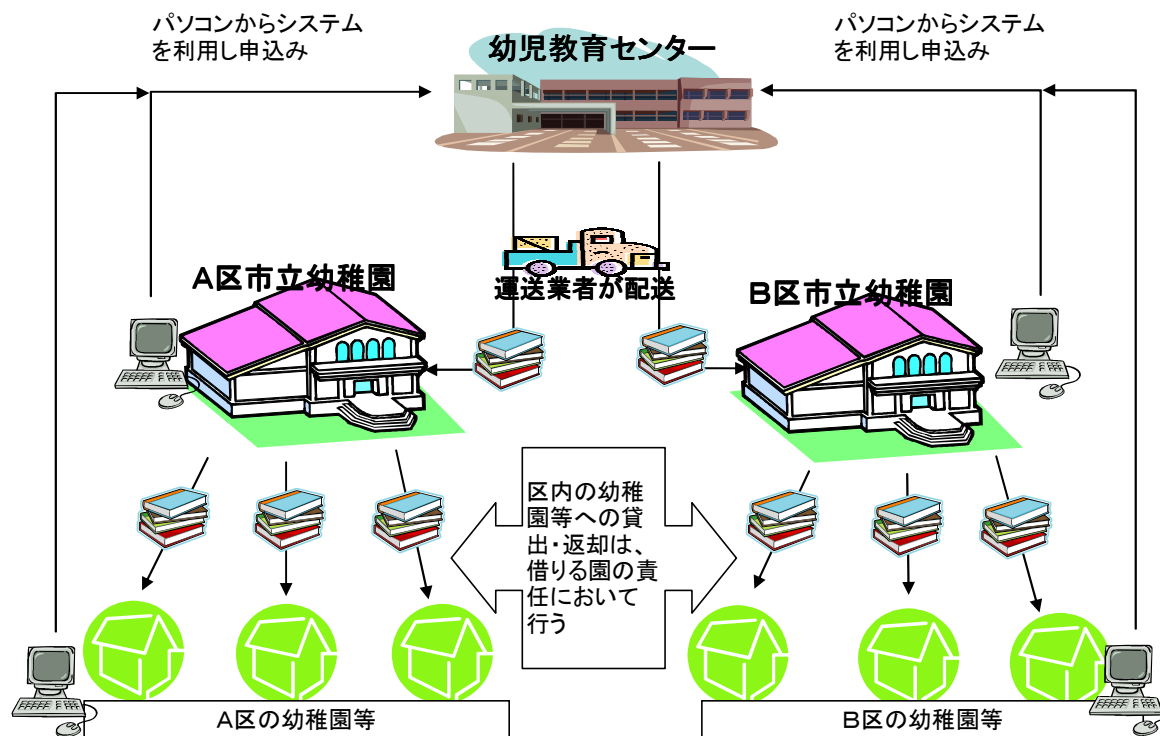 パソコンからシステム
を利用し申込み
幼児教育センター
パソコンからシステム
を利用し申込み
A区市立幼稚園
運送業者が配送
B区市立幼稚園
区内の幼稚
園等への貸
出・返却は、
借りる園の責
任において
行う
A区の幼稚園等
B区の幼稚園等